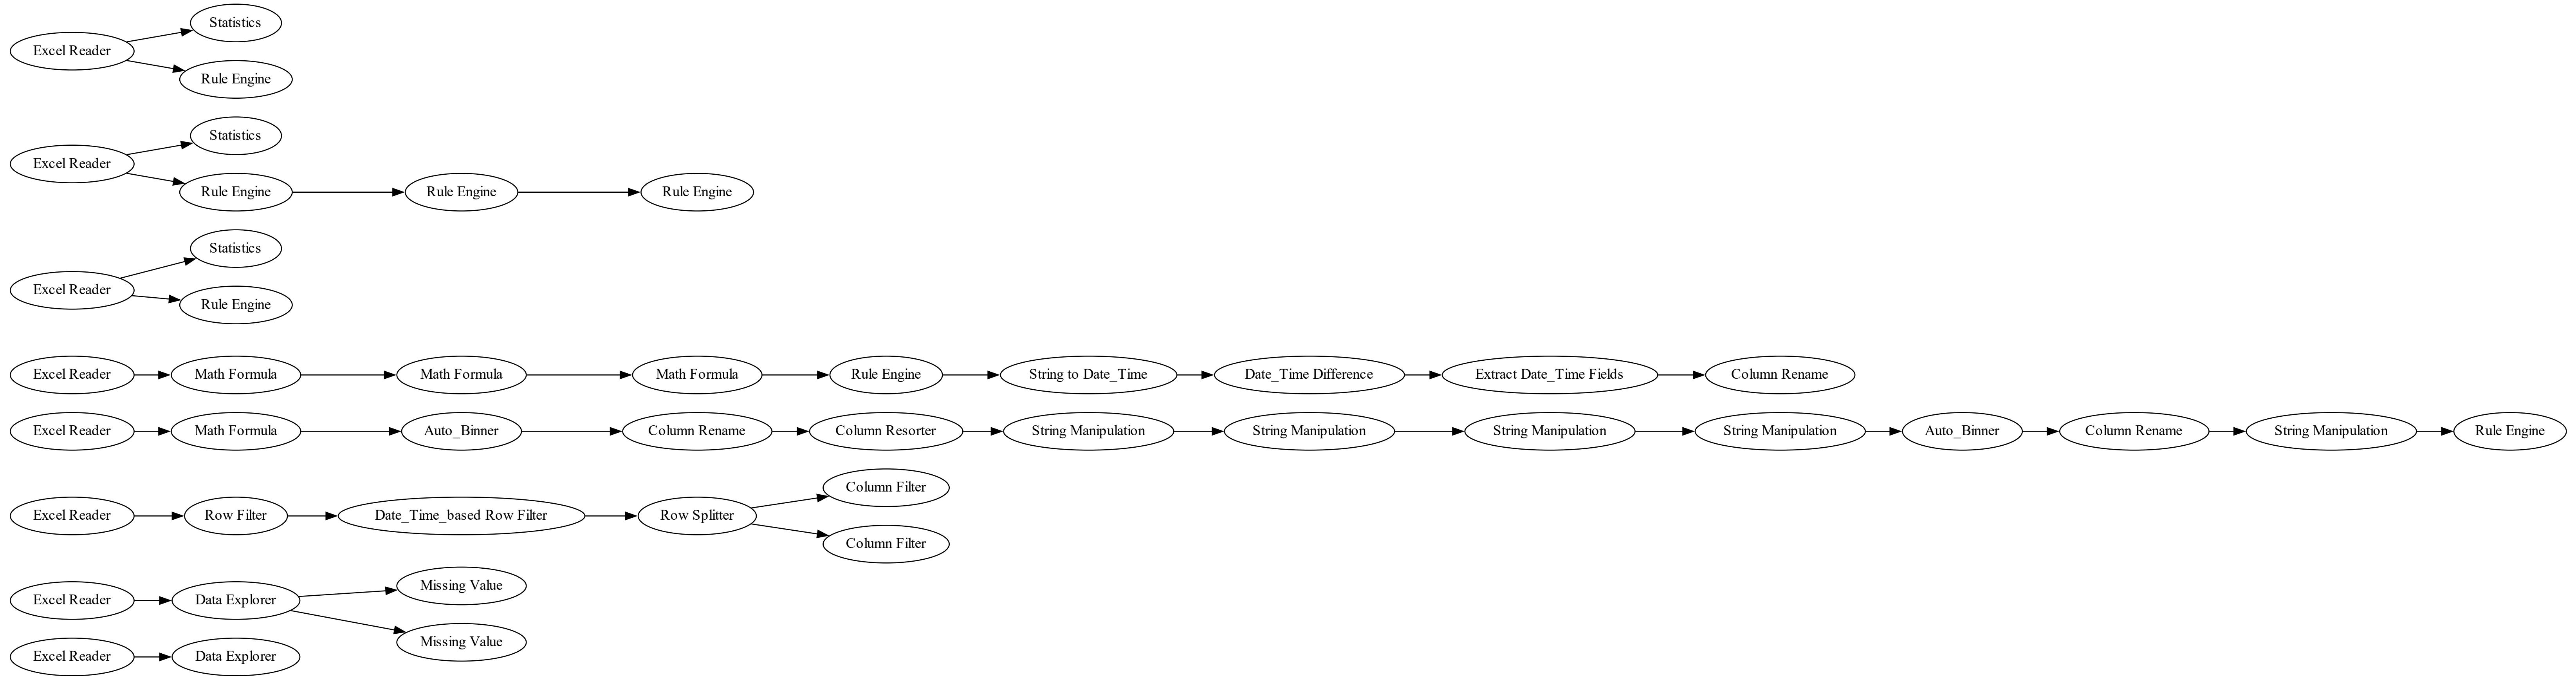 Statistics
Excel Reader
Rule Engine
Statistics
Excel Reader
Rule Engine
Rule Engine
Rule Engine
Statistics
Excel Reader
Rule Engine
Excel Reader
Math Formula
Math Formula
Math Formula
Rule Engine
String to Date_Time
Date_Time Difference
Extract Date_Time Fields
Column Rename
Excel Reader
Math Formula
Auto_Binner
Column Rename
Column Resorter
String Manipulation
String Manipulation
String Manipulation
String Manipulation
Auto_Binner
Column Rename
String Manipulation
Rule Engine
Excel Reader
Row Filter
Date_Time_based Row Filter
Row Splitter
Column Filter
Column Filter
Excel Reader
Data Explorer
Missing Value
Missing Value
Excel Reader
Data Explorer